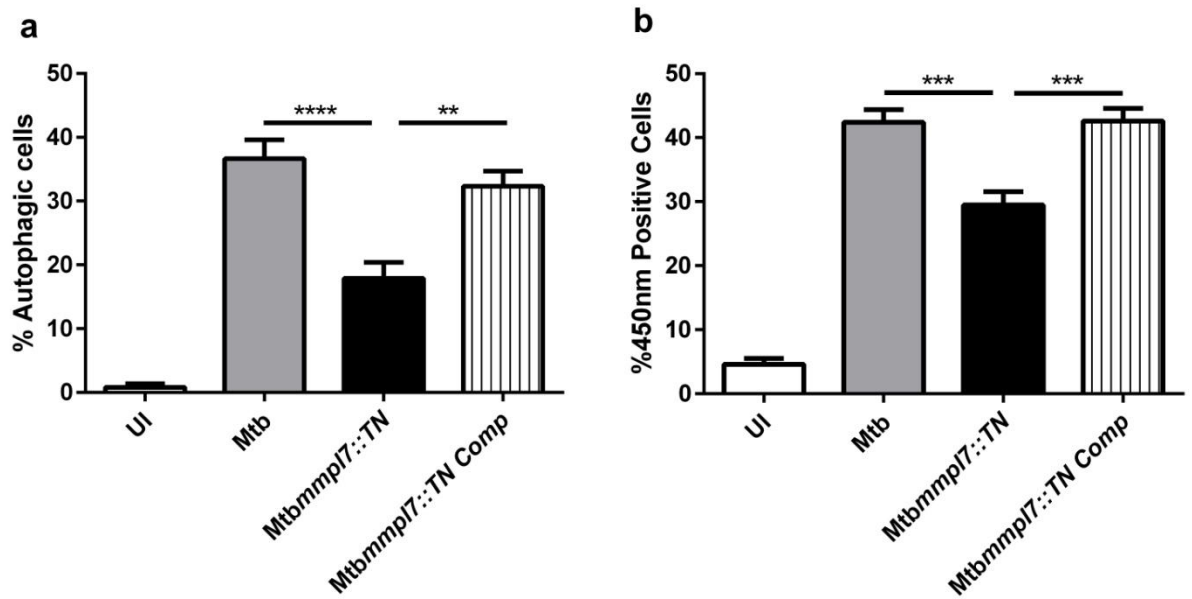 a
% Autophagic cells
50
40
30
20
10
0
**** **
UI
Mtb
Mtbmmpl7::TN
Mtbmmpl7::TN Comp
b
%450nm Positive Cells
50
40
30
20
10
0
*** ***
UI
Mtb
Mtbmmpl7::TN
Mtbmmpl7::TN Comp